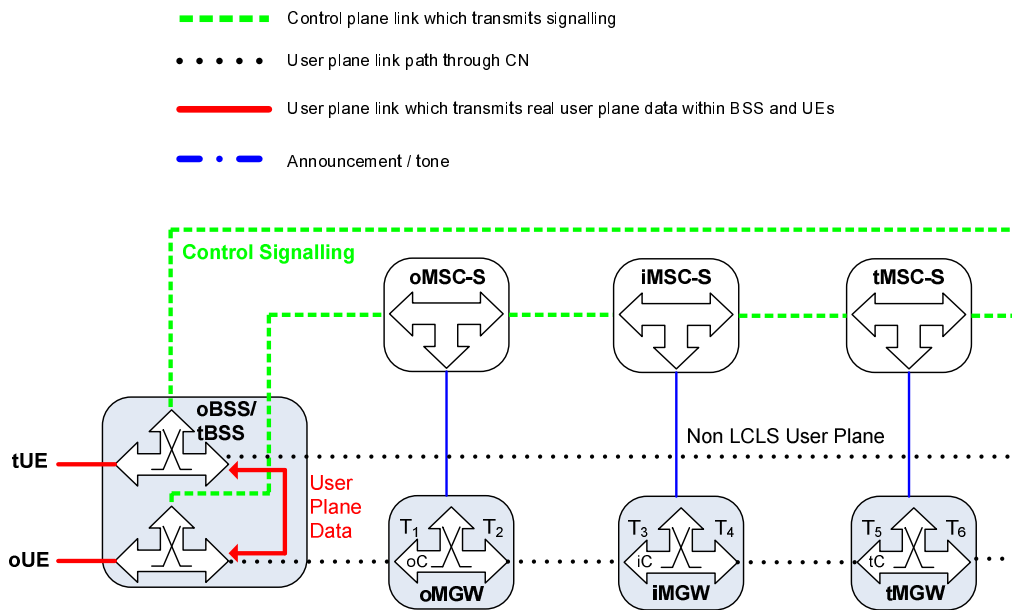 Control plane link which transmits signalling
User plane link path through CN
User plane link which transmits real user plane data within BSS and UEs
Announcement / tone
Control Signalling
oMSC-S
iMSC-S
tMSC-S
oBSS/
tBSS
Non LCLS User Plane
tUE
User
Plane
Data
T1
T2
T3
T4
T5
T6
oUE
oC
iC
tC
oMGW
iMGW
tMGW